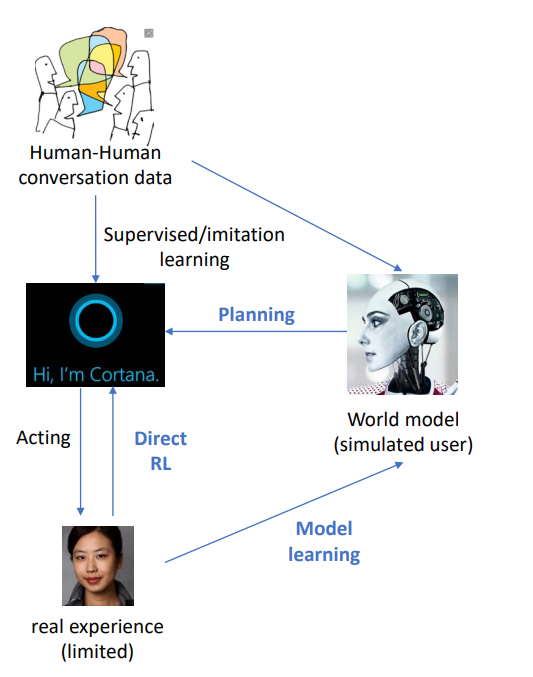 Human-Human
conversation data
Supervised/imitation
learning
Planning
Hi, I'm Cortana.
World model
(simulated user)
Acting
Direct
RL
Model
learning
real experience
(limited)